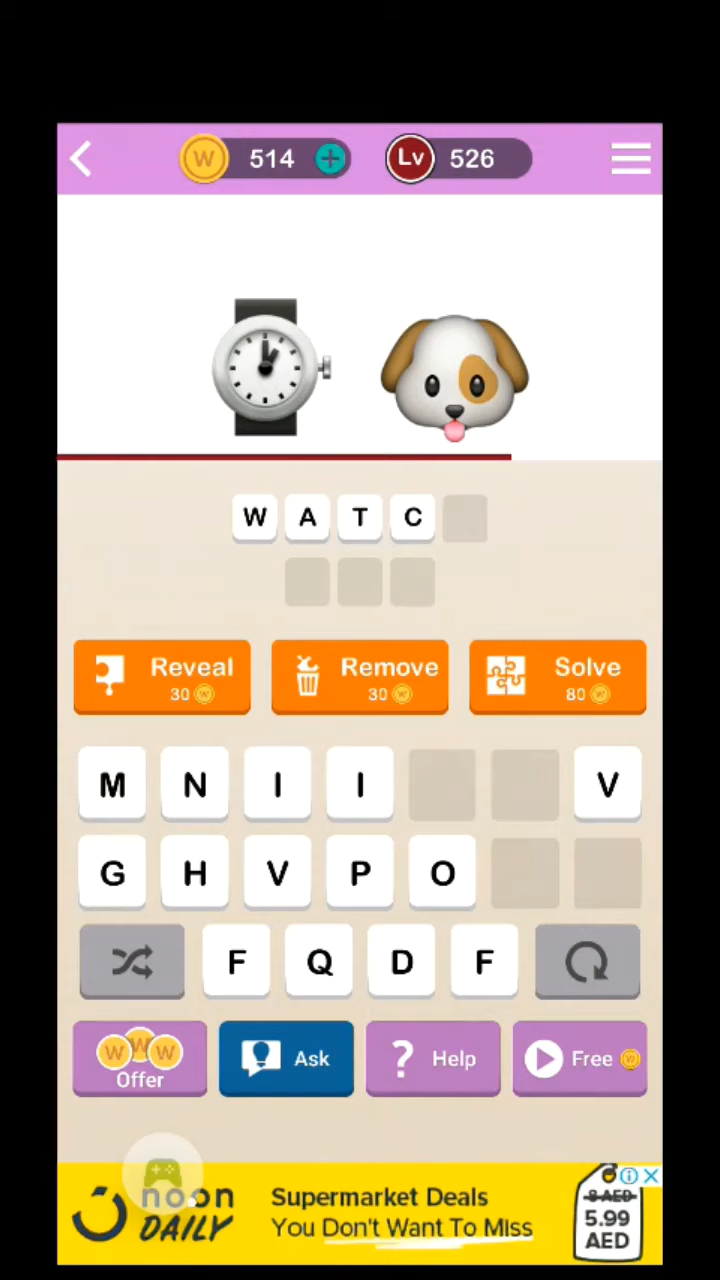 W 514 + Lv 526
W A T C
Reveal Remove Solve
30 W 30 W 80 W
M N I I V
G H V P O
F Q D F
W W W
Offer Ask ? Help Free W
noon Supermarket Deals 8 AED
DAILY You Don't Want To Miss 5.99
AED